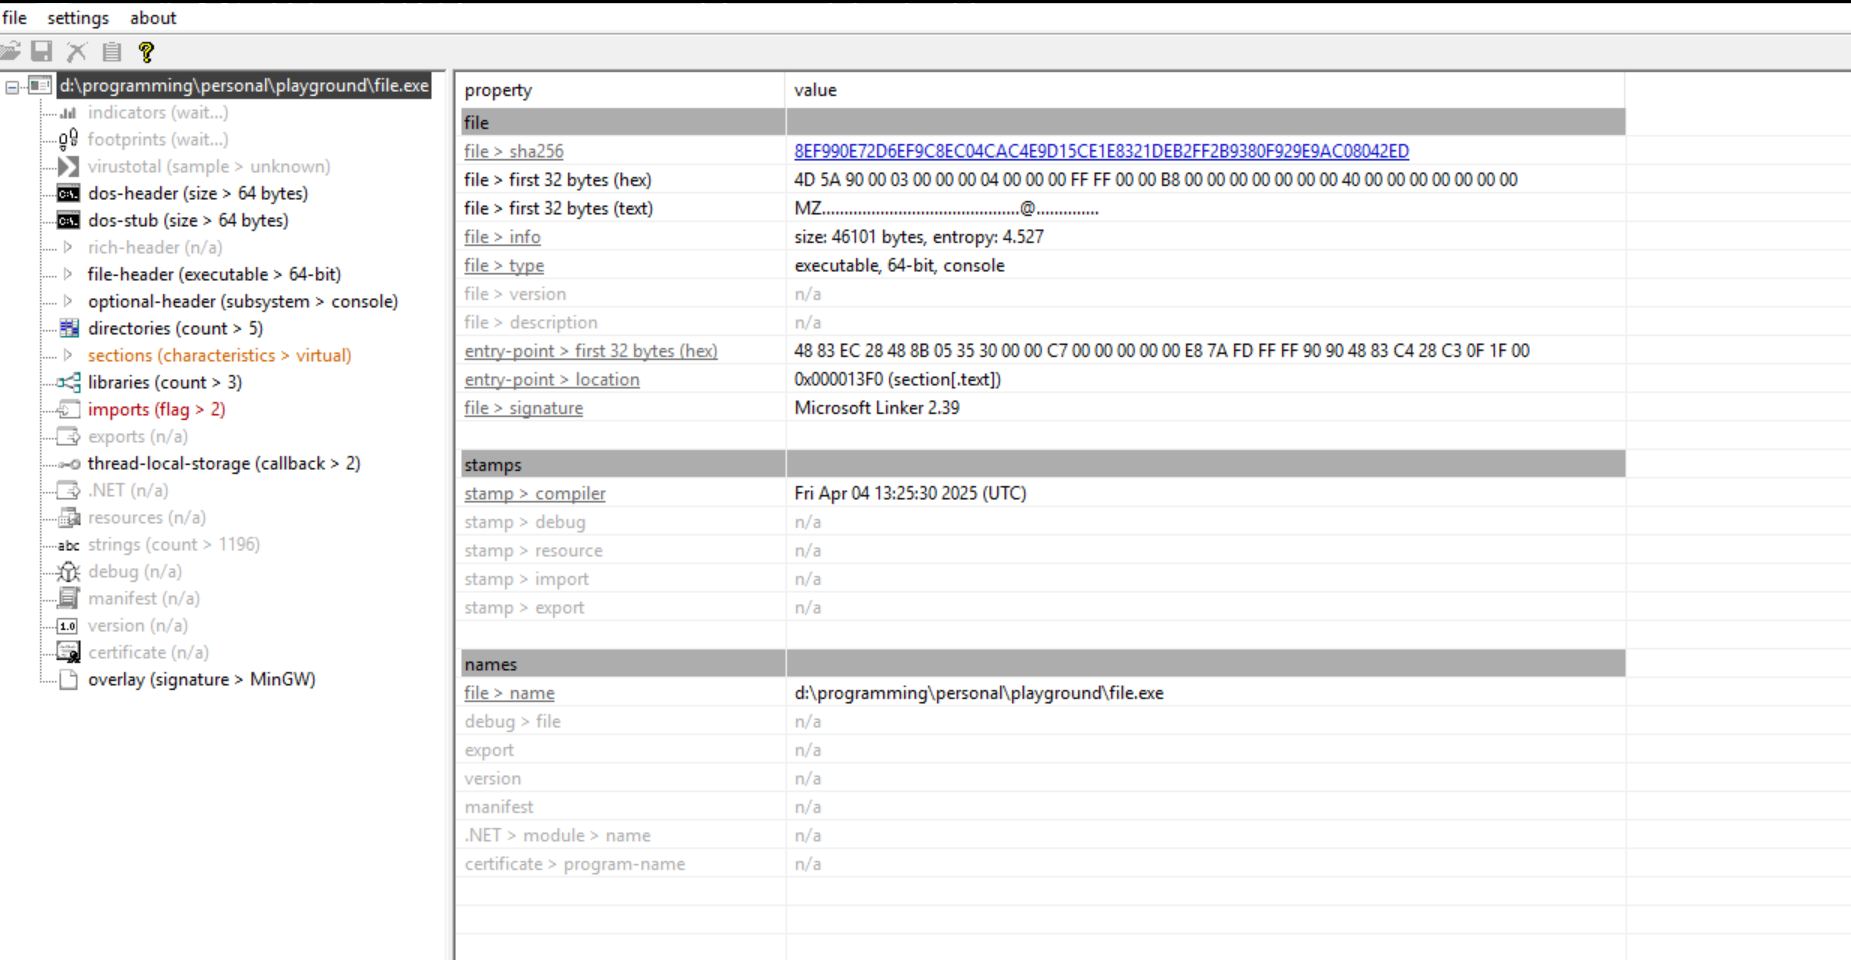 file settings about
d:\programming\personal\playground\file.exe
indicators (wait...)
footprints (wait...)
virustotal (sample > unknown)
dos-header (size > 64 bytes)
dos-stub (size > 64 bytes)
rich-header (n/a)
file-header (executable > 64-bit)
optional-header (subsystem > console)
directories (count > 5)
sections (characteristics > virtual)
libraries (count > 3)
imports (flag > 2)
exports (n/a)
thread-local-storage (callback > 2)
.NET (n/a)
resources (n/a)
abc strings (count > 1196)
debug (n/a)
manifest (n/a)
1.0 version (n/a)
certificate (n/a)
overlay (signature > MinGW)
property value
file
file > sha256 8EF990E72D6EF9C8EC04CAC4E9D15CE1E8321DEB2FF2B9380F929E9AC08042ED
file > first 32 bytes (hex) 4D 5A 90 00 03 00 00 00 04 00 00 00 FF FF 00 00 B8 00 00 00 00 00 00 00 40 00 00 00 00 00 00 00
file > first 32 bytes (text) MZ............................................@..............
file > info size: 46101 bytes, entropy: 4.527
file > type executable, 64-bit, console
file > version n/a
file > description n/a
entry-point > first 32 bytes (hex) 48 83 EC 28 48 8B 05 35 30 00 00 C7 00 00 00 00 00 E8 7A FD FF FF 90 90 48 83 C4 28 C3 0F 1F 00
entry-point > location 0x000013F0 (section[.text])
file > signature Microsoft Linker 2.39
stamps
stamp > compiler Fri Apr 04 13:25:30 2025 (UTC)
stamp > debug n/a
stamp > resource n/a
stamp > import n/a
stamp > export n/a
names
file > name d:\programming\personal\playground\file.exe
debug > file n/a
export n/a
version n/a
manifest n/a
.NET > module > name n/a
certificate > program-name n/a